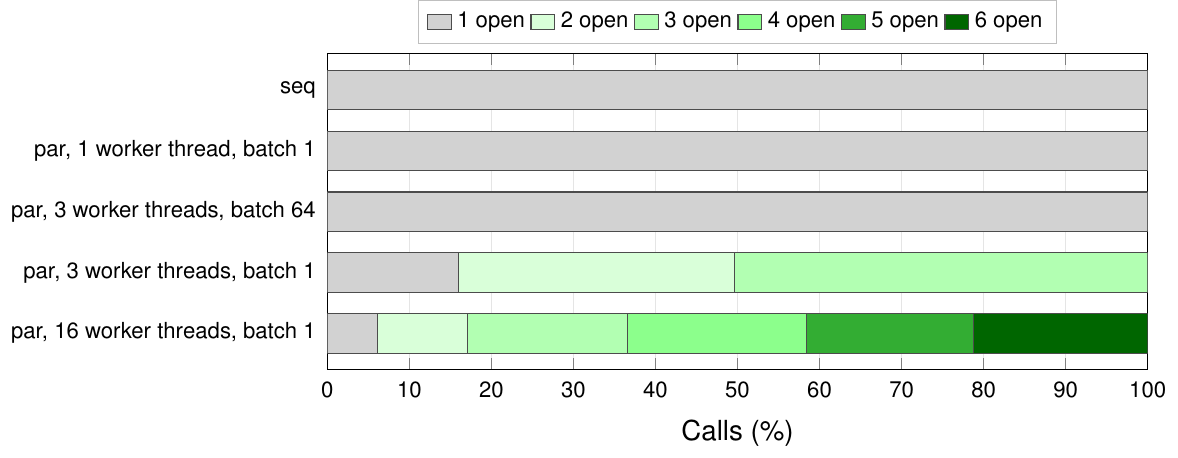 1 open 2 open 3 open 4 open 5 open 6 open
seq
par, 1 worker thread, batch 1
par, 3 worker threads, batch 64
par, 3 worker threads, batch 1
par, 16 worker threads, batch 1
0 10 20 30 40 50 60 70 80 90 100
Calls (%)